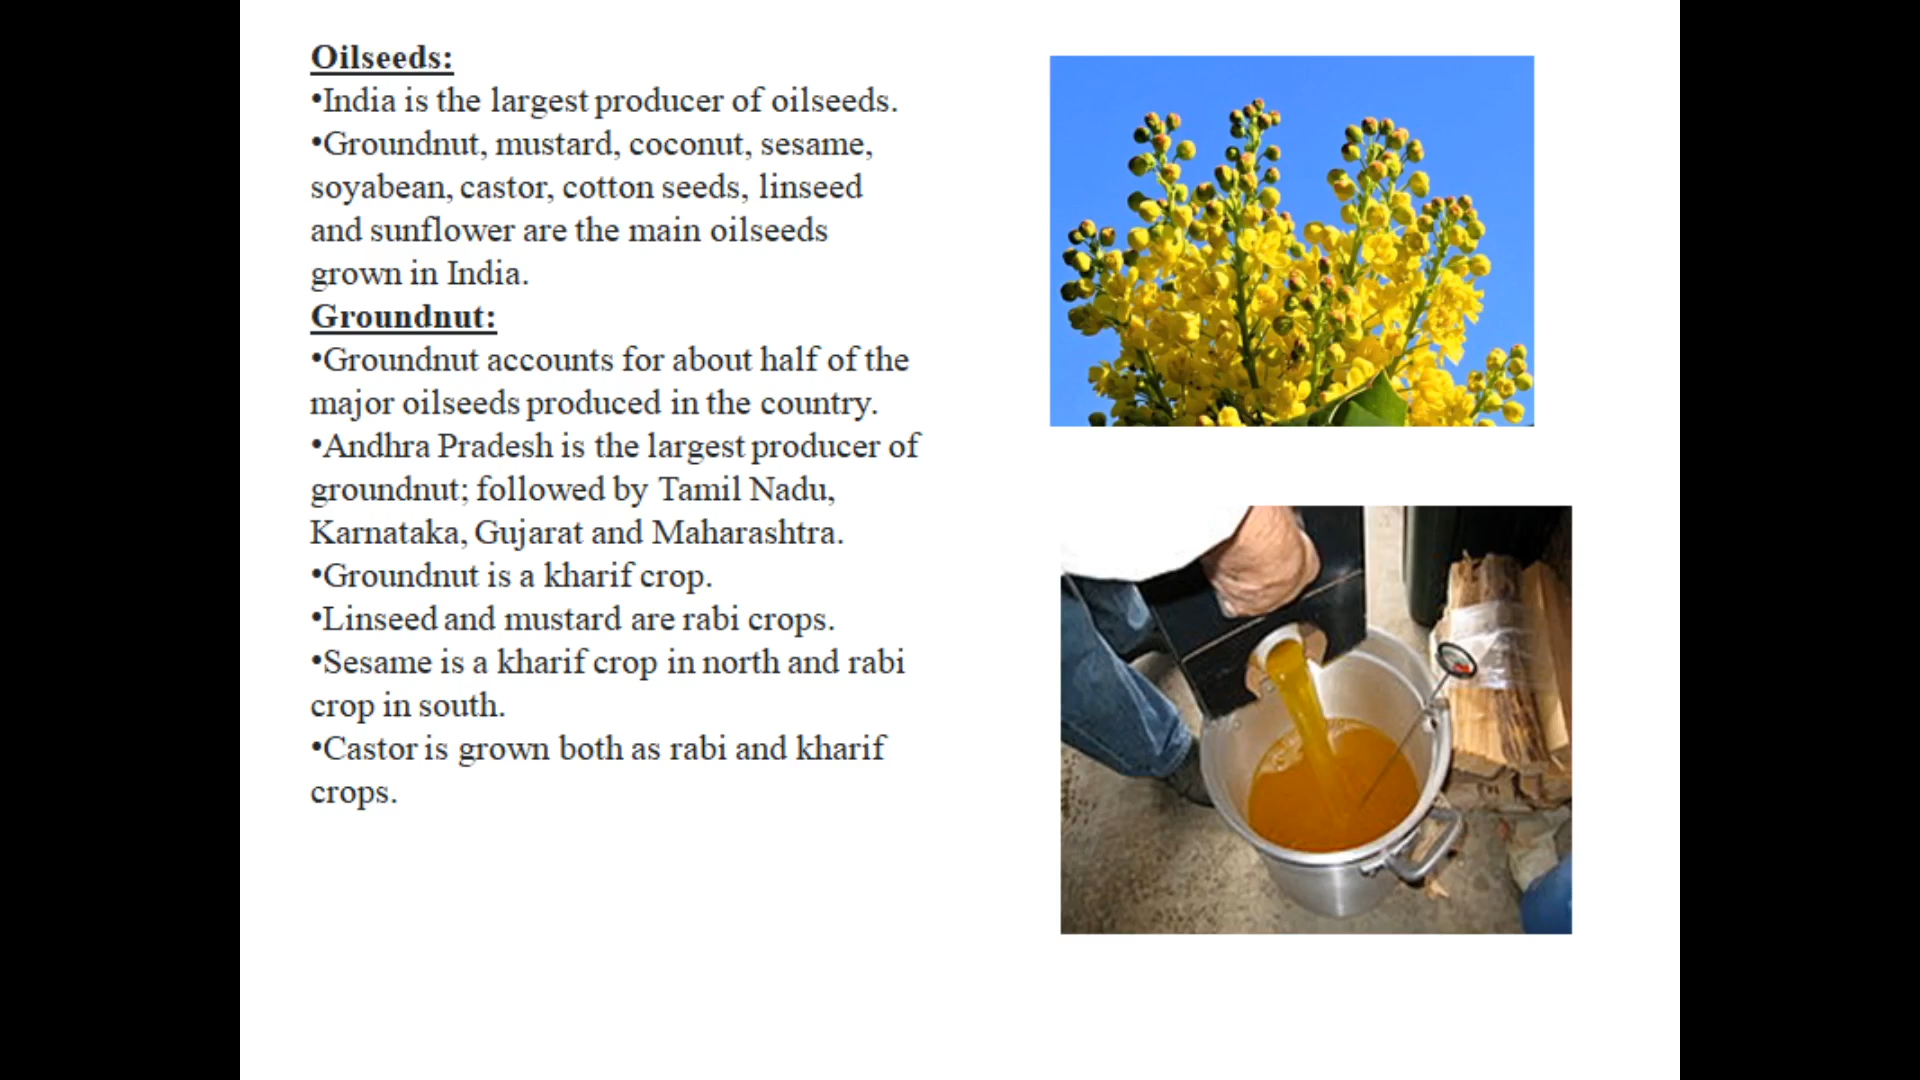 Oilseeds:
•India is the largest producer of oilseeds.
•Groundnut, mustard, coconut, sesame,
soyabean, castor, cotton seeds, linseed
and sunflower are the main oilseeds
grown in India.
Groundnut:
•Groundnut accounts for about half of the
major oilseeds produced in the country.
•Andhra Pradesh is the largest producer of
groundnut; followed by Tamil Nadu,
Karnataka, Gujarat and Maharashtra.
•Groundnut is a kharif crop.
•Linseed and mustard are rabi crops.
•Sesame is a kharif crop in north and rabi
crop in south.
•Castor is grown both as rabi and kharif
crops.